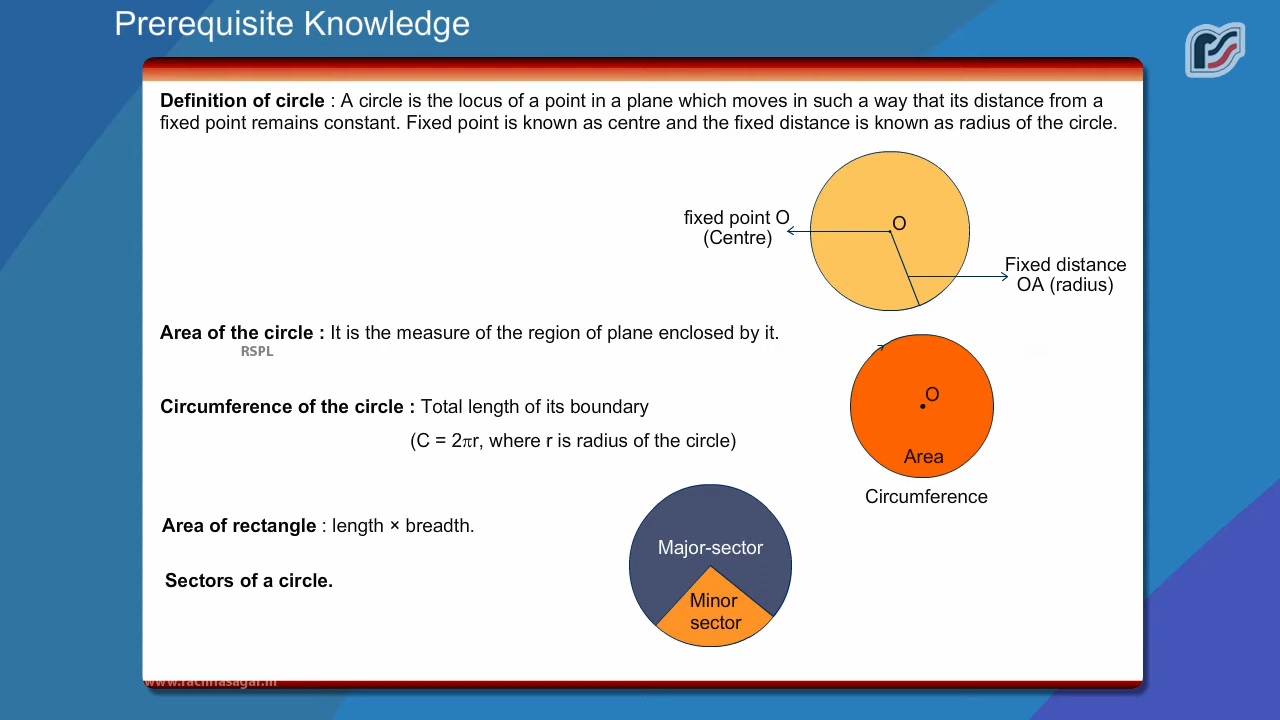 Prerequisite Knowledge
Definition of circle : A circle is the locus of a point in a plane which moves in such a way that its distance from a
fixed point remains constant. Fixed point is known as centre and the fixed distance is known as radius of the circle.
fixed point O
(Centre)
O
Fixed distance
OA (radius)
Area of the circle : It is the measure of the region of plane enclosed by it.
RSPL
O
Area
Circumference
Circumference of the circle : Total length of its boundary
(C = 2πr, where r is radius of the circle)
Area of rectangle : length × breadth.
Sectors of a circle.
Major-sector
Minor
sector
www.rachnasagar.in